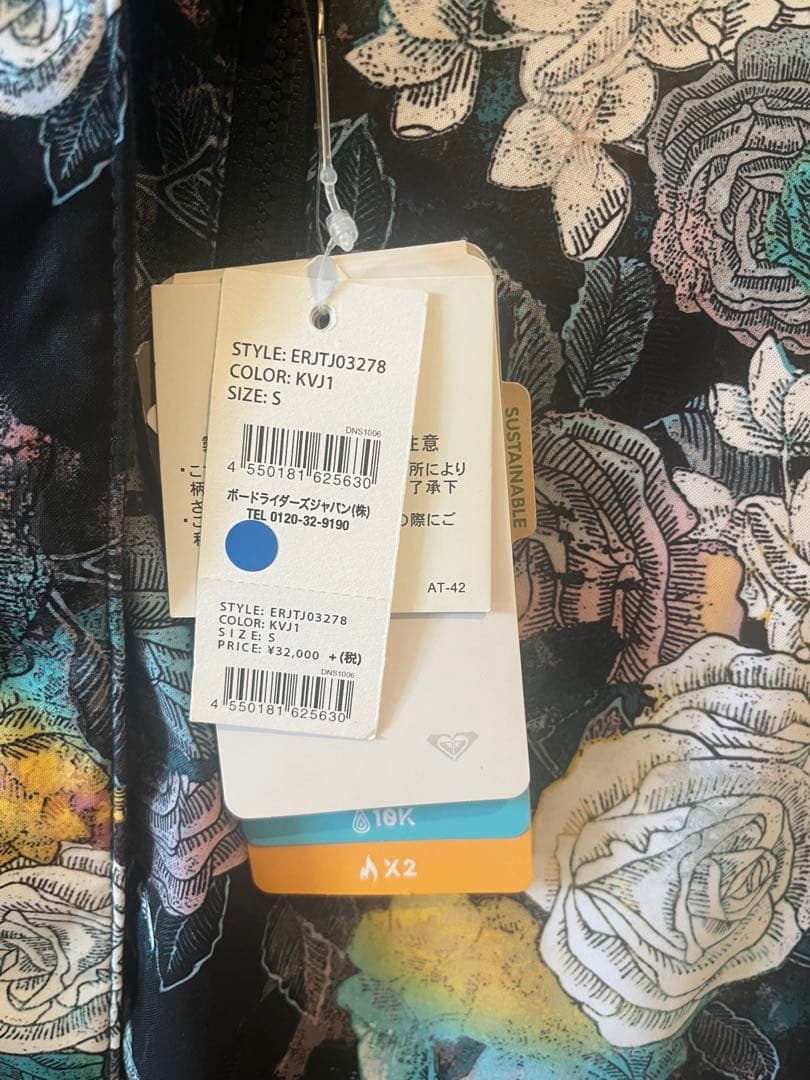 STYLE: ERJTJ03278
COLOR: KVJ1
SIZE: S
DNS1006
4 550181 625630
ボードライダーズジャパン(株)
TEL 0120-32-9190
STYLE: ERJTJ03278
COLOR: KVJ1
SIZE: S
PRICE: ¥32,000 +(税)
DNS1006
4 550181 625630
注意
所により
了承下
の際にご
AT-42
SUSTAINABLE
10K
X2